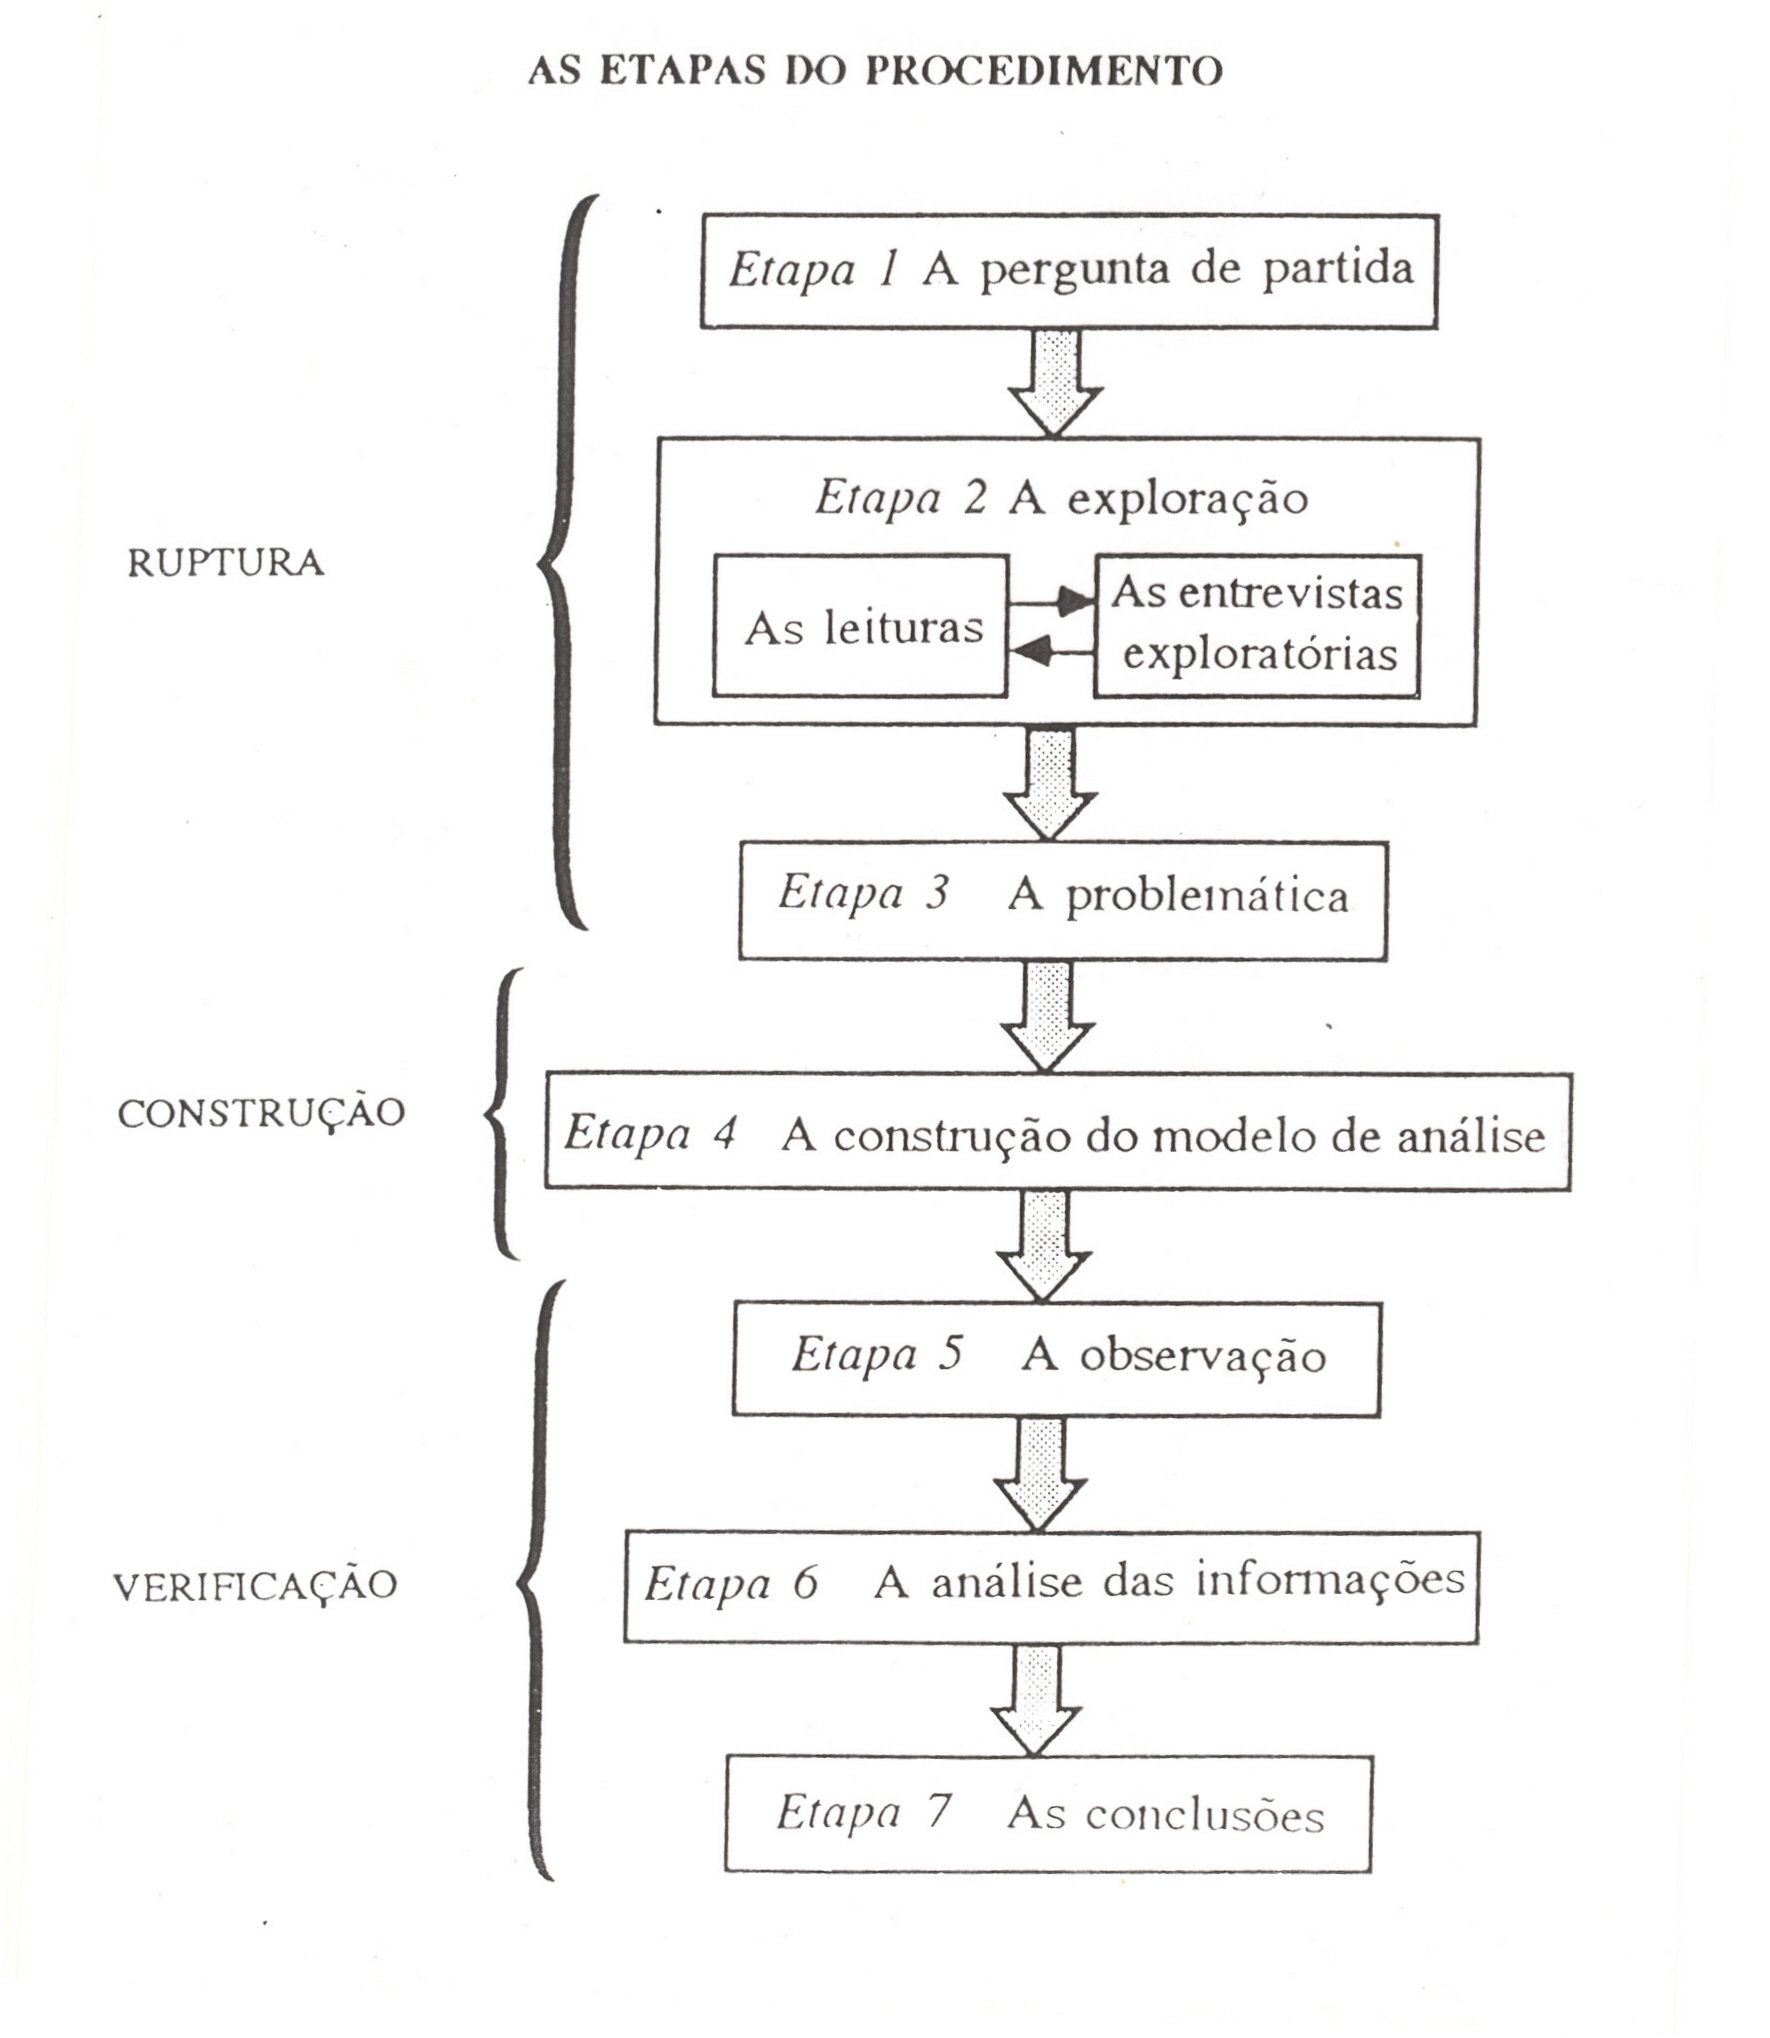 AS ETAPAS DO PROCEDIMENTO
Etapa 1 A pergunta de partida
Etapa 2 A exploração
As leituras
As entrevistas
exploratórias
RUPTURA
Etapa 3 A problemática
CONSTRUÇÃO
Etapa 4 A construção do modelo de análise
Etapa 5 A observação
VERIFICAÇÃO
Etapa 6 A análise das informações
Etapa 7 As conclusões